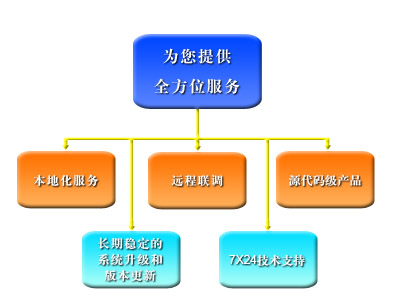 为您提供
全方位服务
本地化服务
远程联调
源代码级产品
长期稳定的
系统升级和
版本更新
7X24技术支持